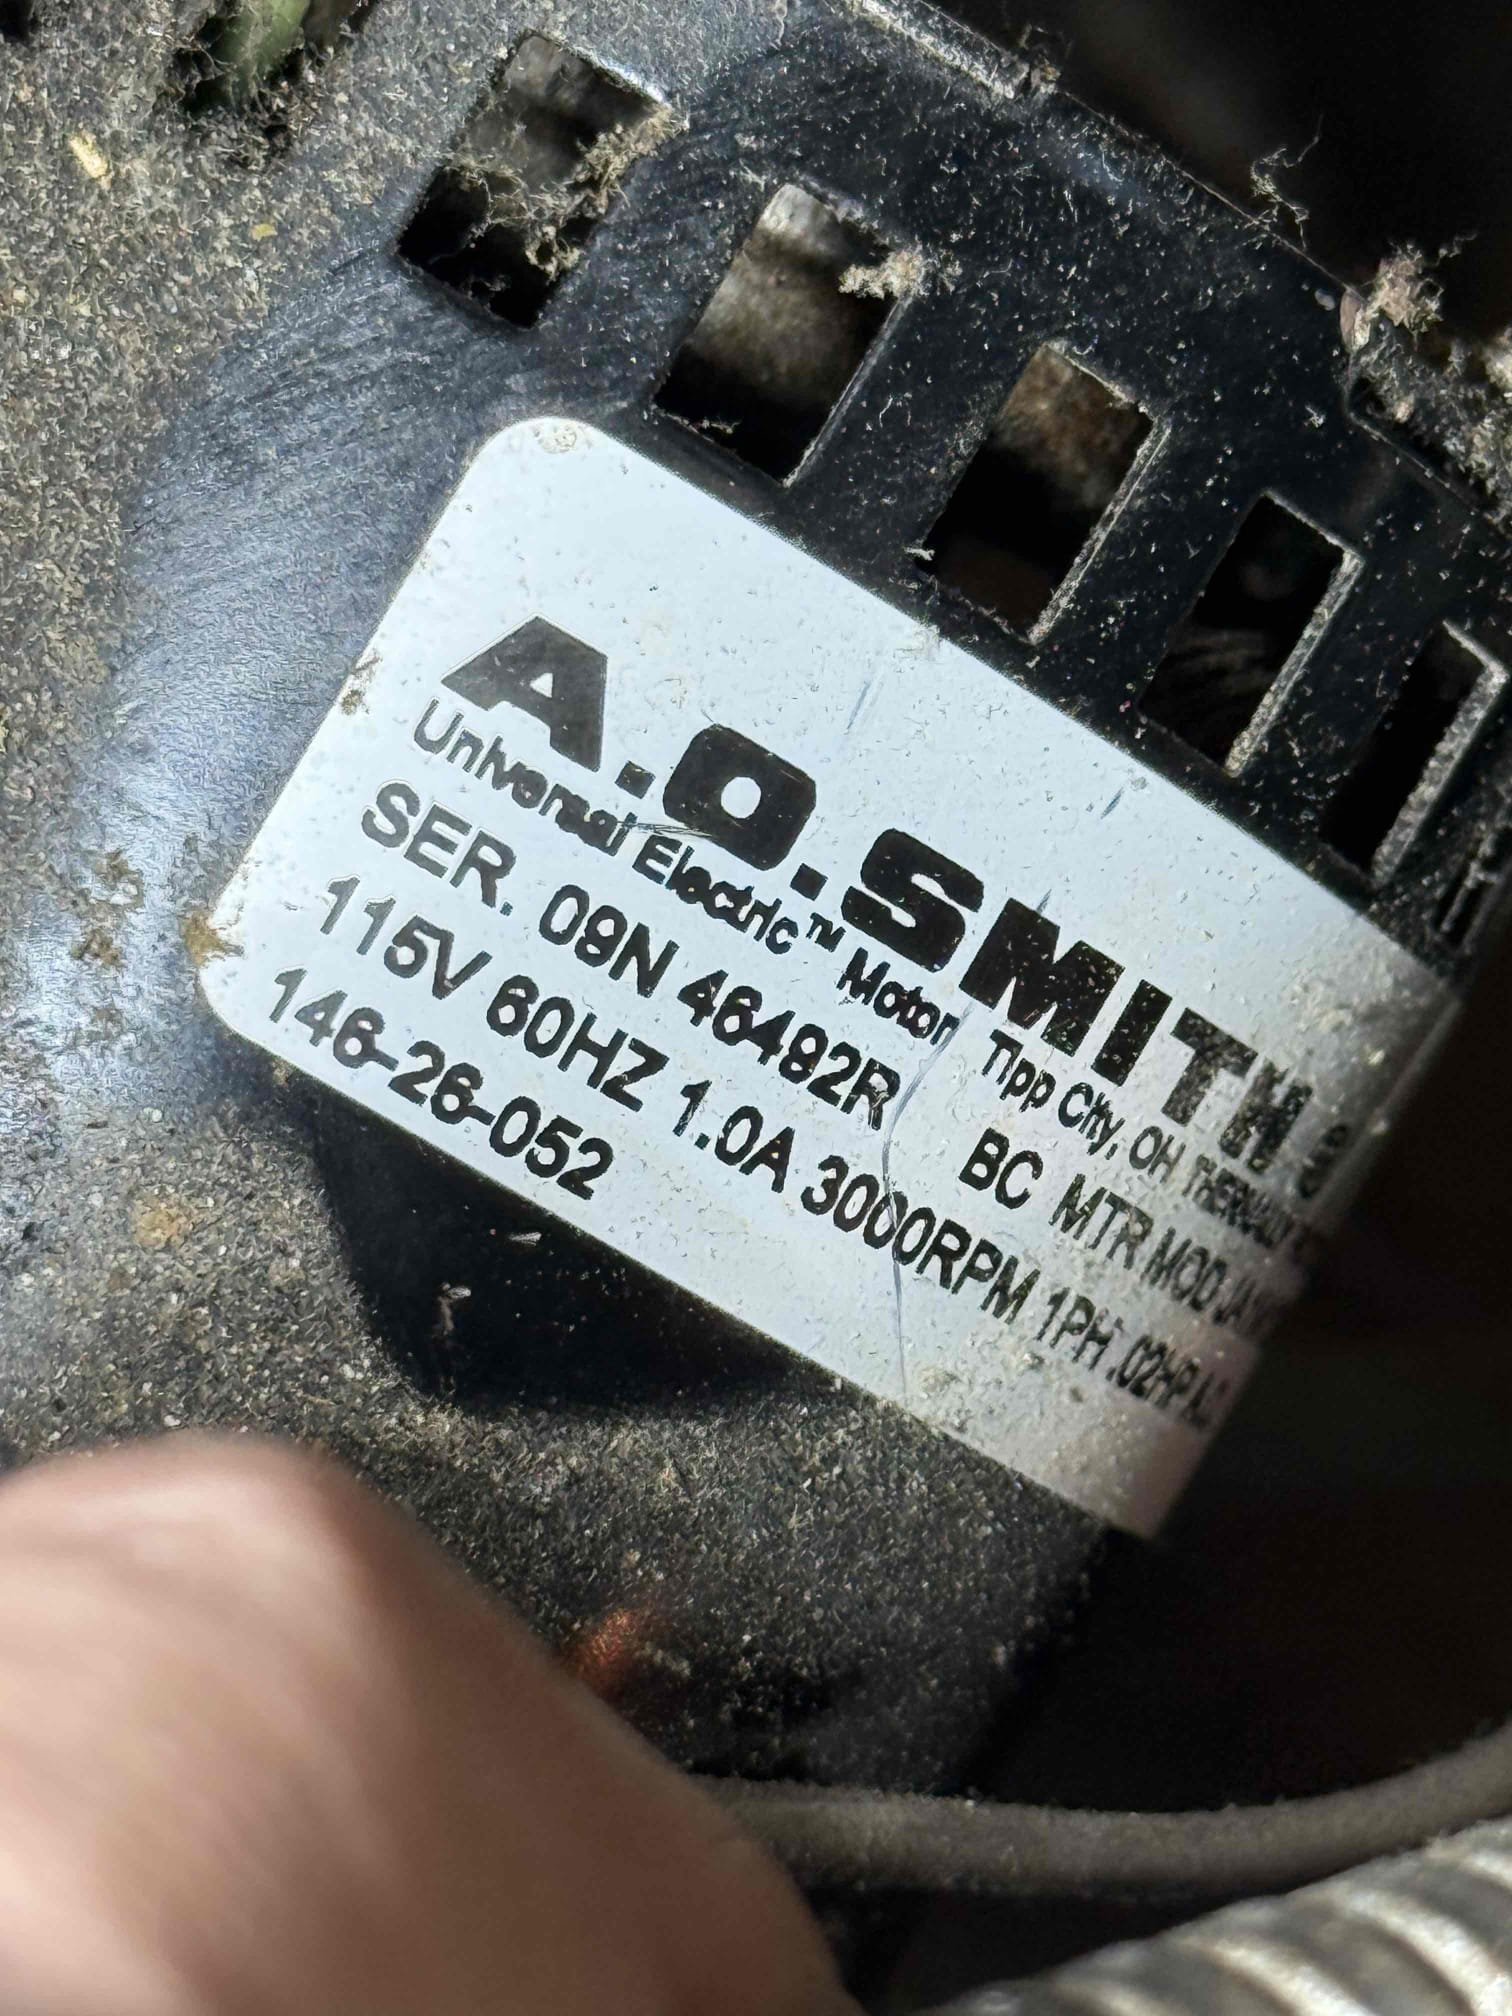 A.O.SMITH
Universal Electric™ Motor Tipp City, OH
SER. 09N 46492R BC MTR MOD
115V 60HZ 1.0A 3000RPM 1PH .02HP
146-26-052